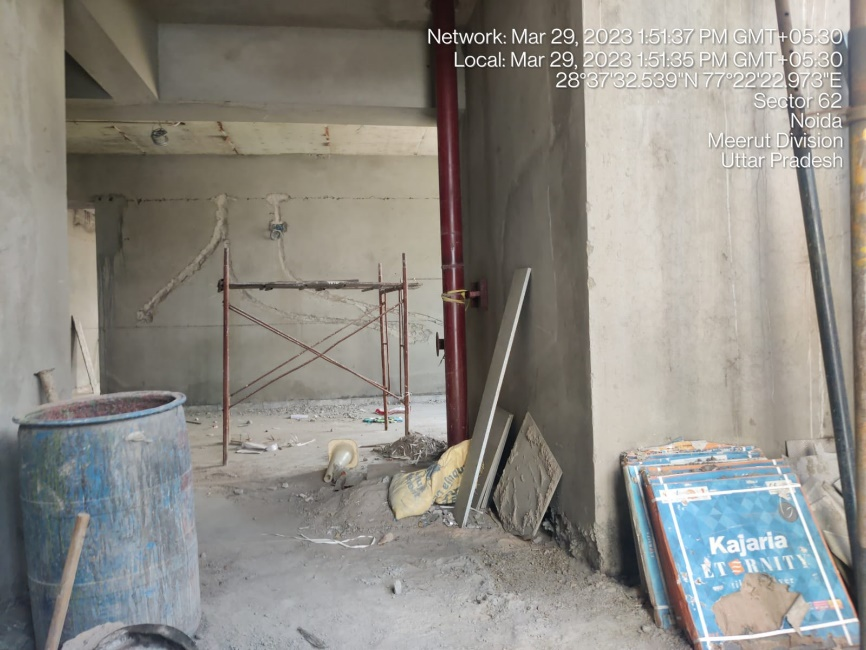 Network: Mar 29, 2023 1:51:37 PM GMT+05:30
Local: Mar 29, 2023 1:51:35 PM GMT+05:30
28°37'32.539"N 77°22'22.973"E
Sector 62
Noida
Meerut Division
Uttar Pradesh
Kajaria
ETERNITY